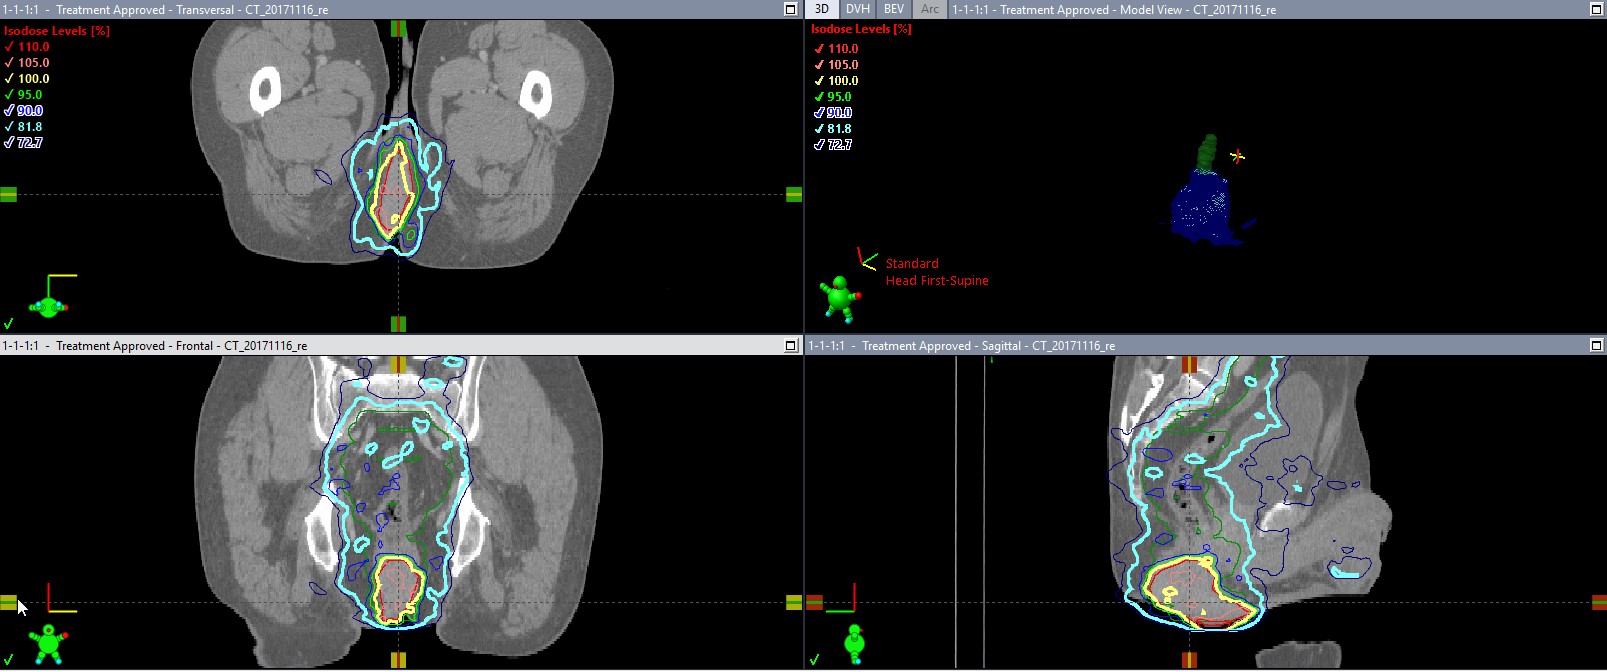 1-1-1:1 - Treatment Approved - Transversal - CT_20171116_re
Isodose Levels [%]
✓ 110.0
✓ 105.0
✓ 100.0
✓ 95.0
✓ 90.0
✓ 81.8
✓ 72.7
3D DVH BEV Arc 1-1-1:1 - Treatment Approved - Model View - CT_20171116_re
Isodose Levels [%]
✓ 110.0
✓ 105.0
✓ 100.0
✓ 95.0
✓ 90.0
✓ 81.8
✓ 72.7
Standard
Head First-Supine
1-1-1:1 - Treatment Approved - Frontal - CT_20171116_re
1-1-1:1 - Treatment Approved - Sagittal - CT_20171116_re